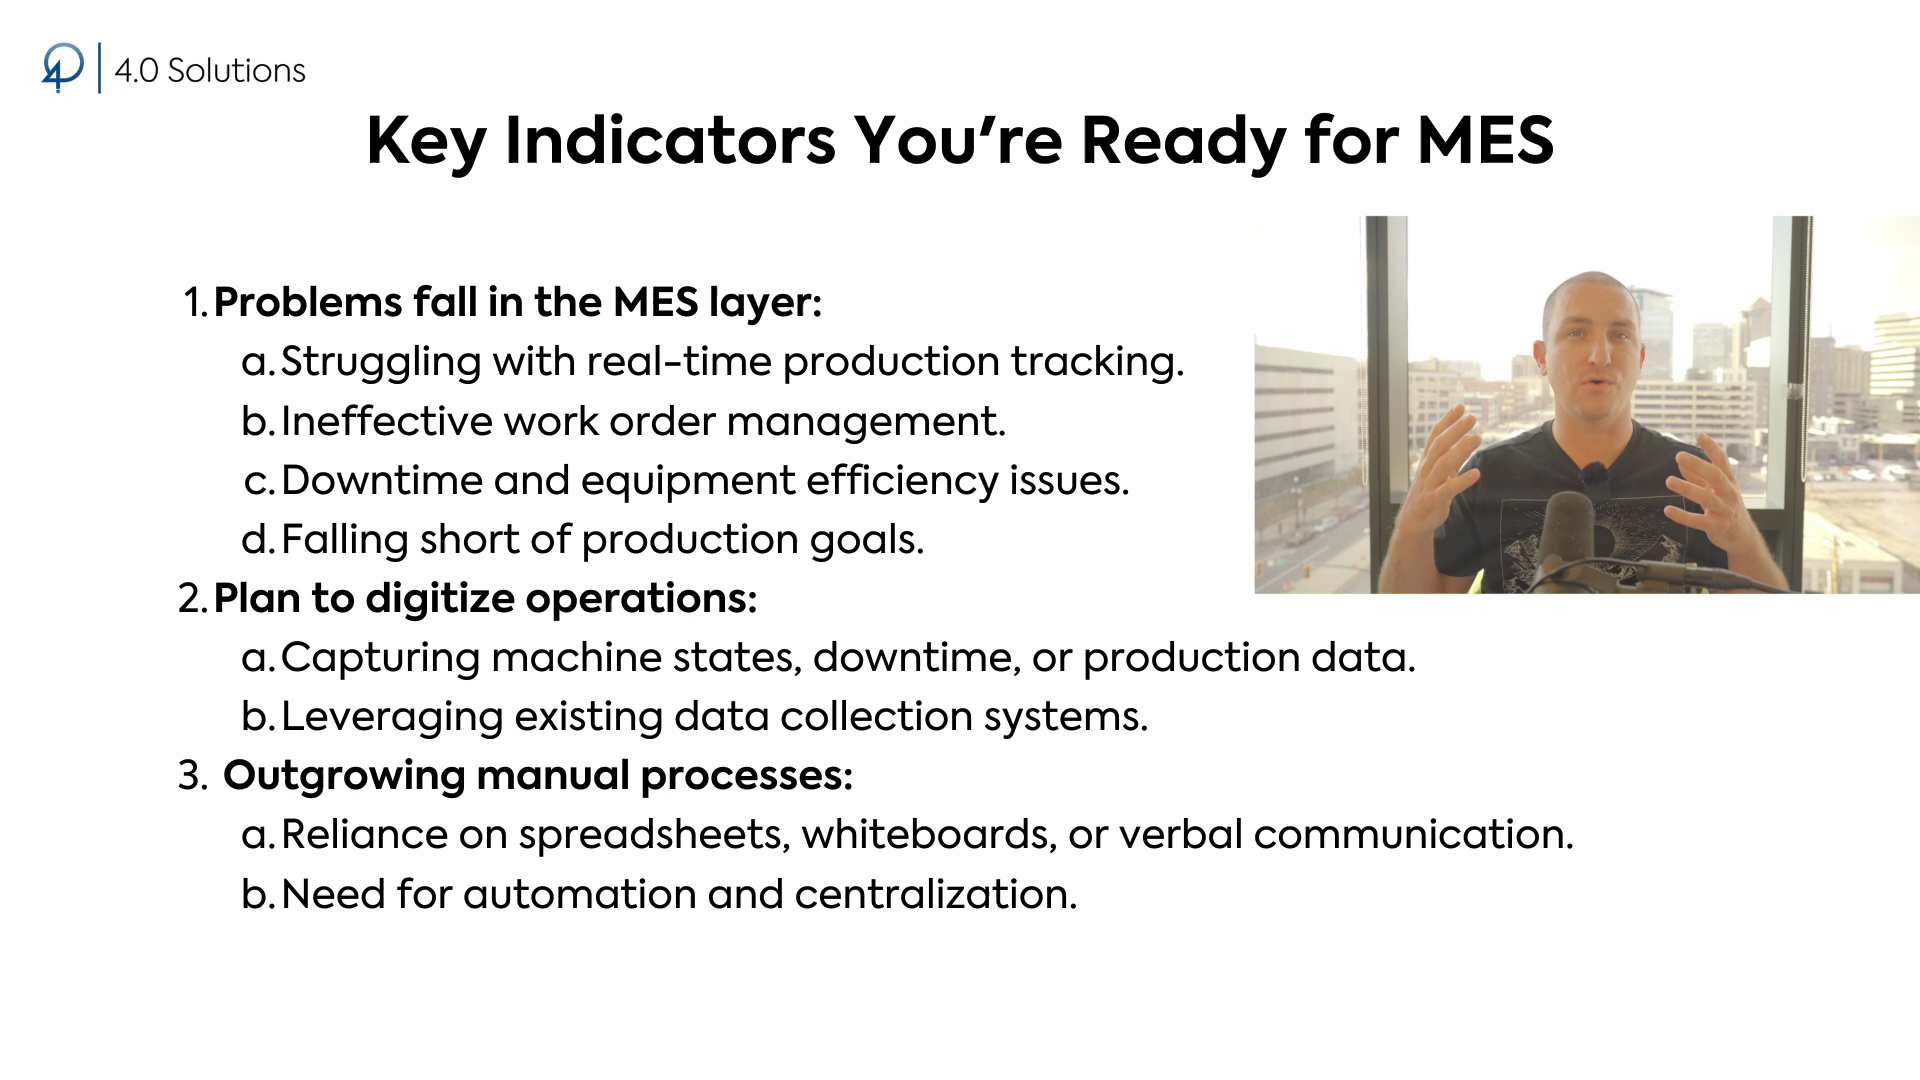 4.0 Solutions
Key Indicators You're Ready for MES
1. Problems fall in the MES layer:
a. Struggling with real-time production tracking.
b. Ineffective work order management.
c. Downtime and equipment efficiency issues.
d. Falling short of production goals.
2. Plan to digitize operations:
a. Capturing machine states, downtime, or production data.
b. Leveraging existing data collection systems.
3. Outgrowing manual processes:
a. Reliance on spreadsheets, whiteboards, or verbal communication.
b. Need for automation and centralization.